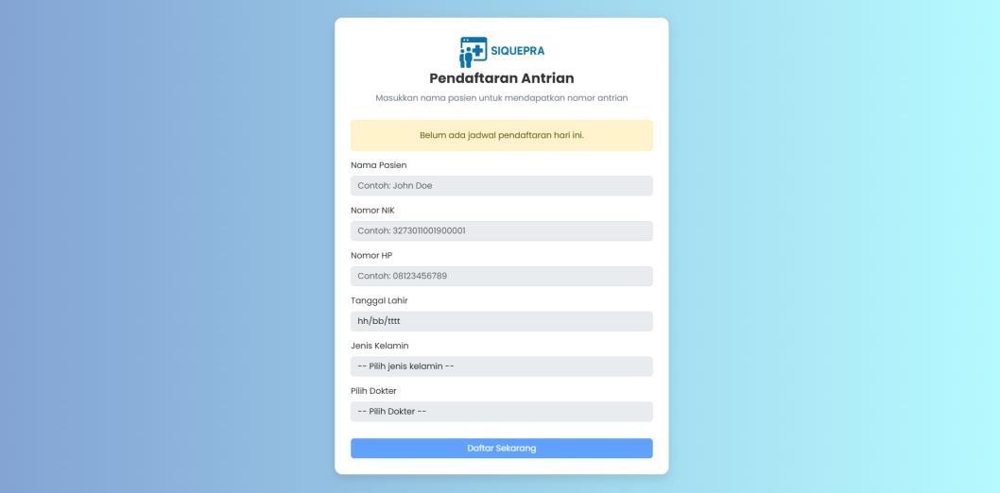 SIQUEPRA
Pendaftaran Antrian
Masukkan nama pasien untuk mendapatkan nomor antrian
Belum ada jadwal pendaftaran hari ini.
Nama Pasien
Contoh: John Doe
Nomor NIK
Contoh: 3273011001900001
Nomor HP
Contoh: 08123456789
Tanggal Lahir
hh/bb/tttt
Jenis Kelamin
-- Pilih jenis kelamin --
Pilih Dokter
-- Pilih Dokter --
Daftar Sekarang